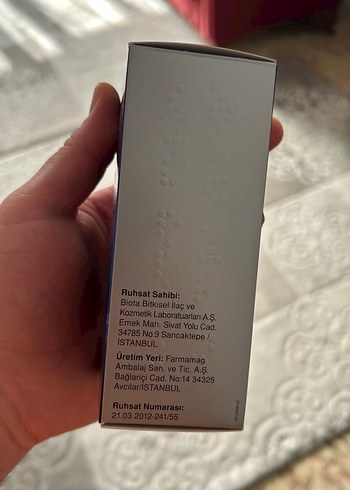 Ruhsat Sahibi:
Biota Bitkisel İlaç ve
Kozmetik Laboratuarları A.Ş.
Emek Mah. Sivat Yolu Cad.
34785 No:9 Sancaktepe /
İSTANBUL
Üretim Yeri: Farmamag
Ambalaj San. ve Tic. A.Ş.
Bağlariçi Cad. No:14 34325
Avcılar/İSTANBUL
Ruhsat Numarası:
21.03.2012-241/55